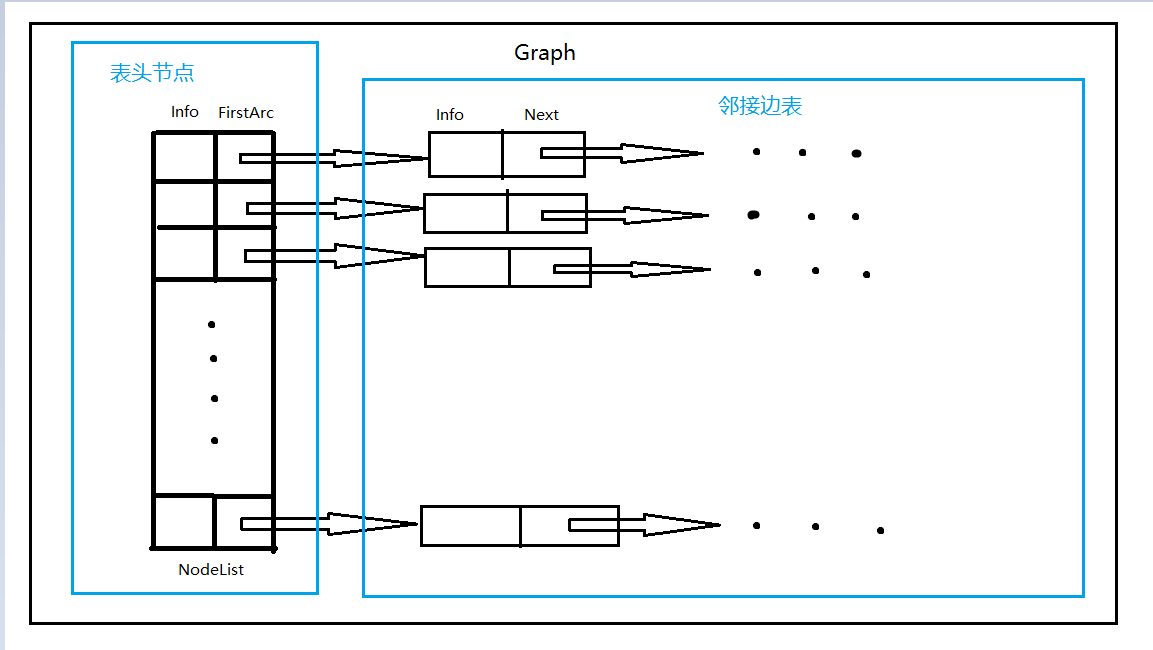 Graph
表头节点
邻接边表
Info FirstArc
Info Next
NodeList